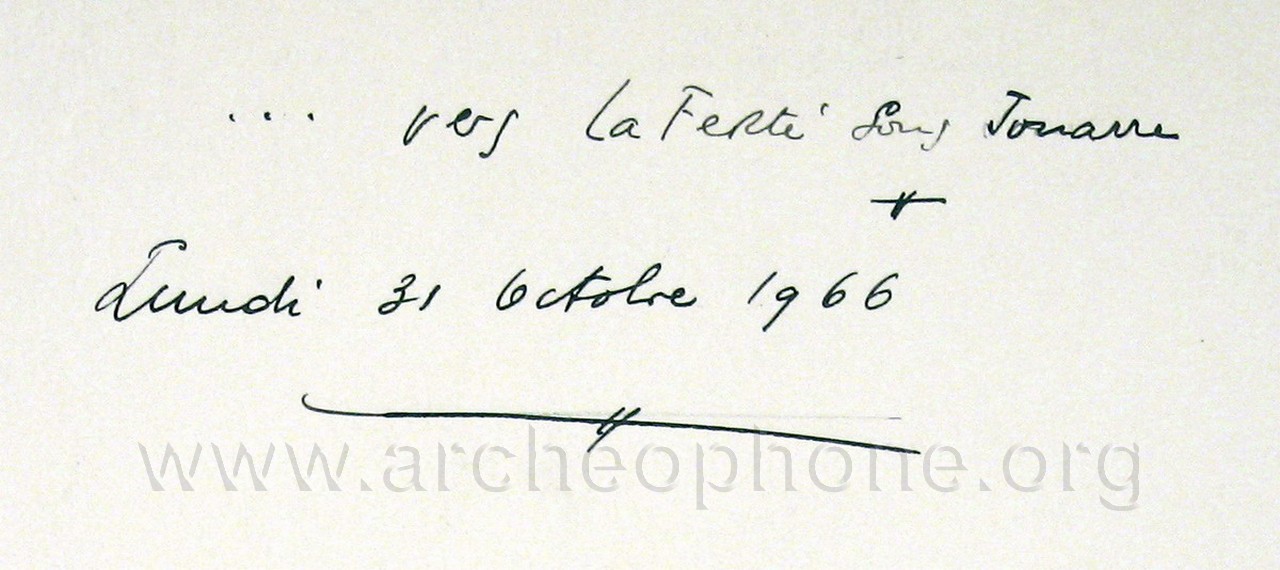 .... vers La Ferté sous Jouarre
Lundi 31 Octobre 1966
www.archeophone.org